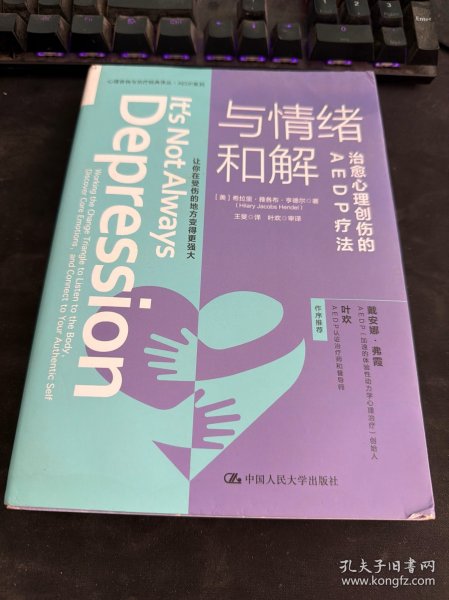 心理咨询与治疗经典译丛·AEDP系列
It's Not Always
Depression
Working the Change Triangle to Listen to the Body,
Discover Core Emotions, and Connect to Your Authentic Self
让你在受伤的地方变得更强大
与情绪
和解
治愈心理创伤的
AEDP疗法
[美] 希拉里·雅各布·亨德尔◎著
(Hilary Jacobs Hendel)
王斐◎译 叶欢◎审译
戴安娜·弗霞
AEDP(加速的体验性动力学心理治疗)创始人
叶欢
AEDP认证治疗师和督导师
作序推荐
中国人民大学出版社
孔夫子旧书网
www.kongfz.com